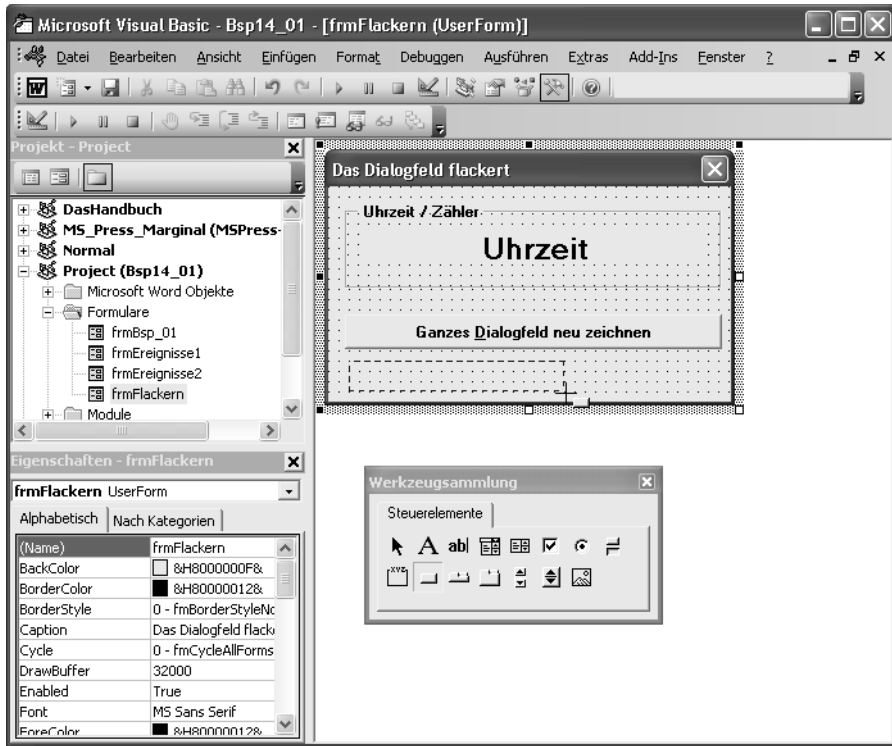 Microsoft Visual Basic - Bsp14_01 - [frmFlackern (UserForm)]
Datei Bearbeiten Ansicht Einfügen Format Debuggen Ausführen Extras Add-Ins Fenster ?
Projekt - Project
DasHandbuch
MS_Press_Marginal (MSPress-
Normal
Project (Bsp14_01)
Microsoft Word Objekte
Formulare
frmBsp_01
frmEreignisse1
frmEreignisse2
frmFlackern
Module
Eigenschaften - frmFlackern
frmFlackern UserForm
Alphabetisch Nach Kategorien
(Name) frmFlackern
BackColor &H8000000F&
BorderColor &H80000012&
BorderStyle 0 - fmBorderStyleNo
Caption Das Dialogfeld flack
Cycle 0 - fmCycleAllForms
DrawBuffer 32000
Enabled True
Font MS Sans Serif
ForeColor &H80000012&
Das Dialogfeld flackert
Uhrzeit / Zähler
Uhrzeit
Ganzes Dialogfeld neu zeichnen
Werkzeugsammlung
Steuerelemente
A ab
xyz